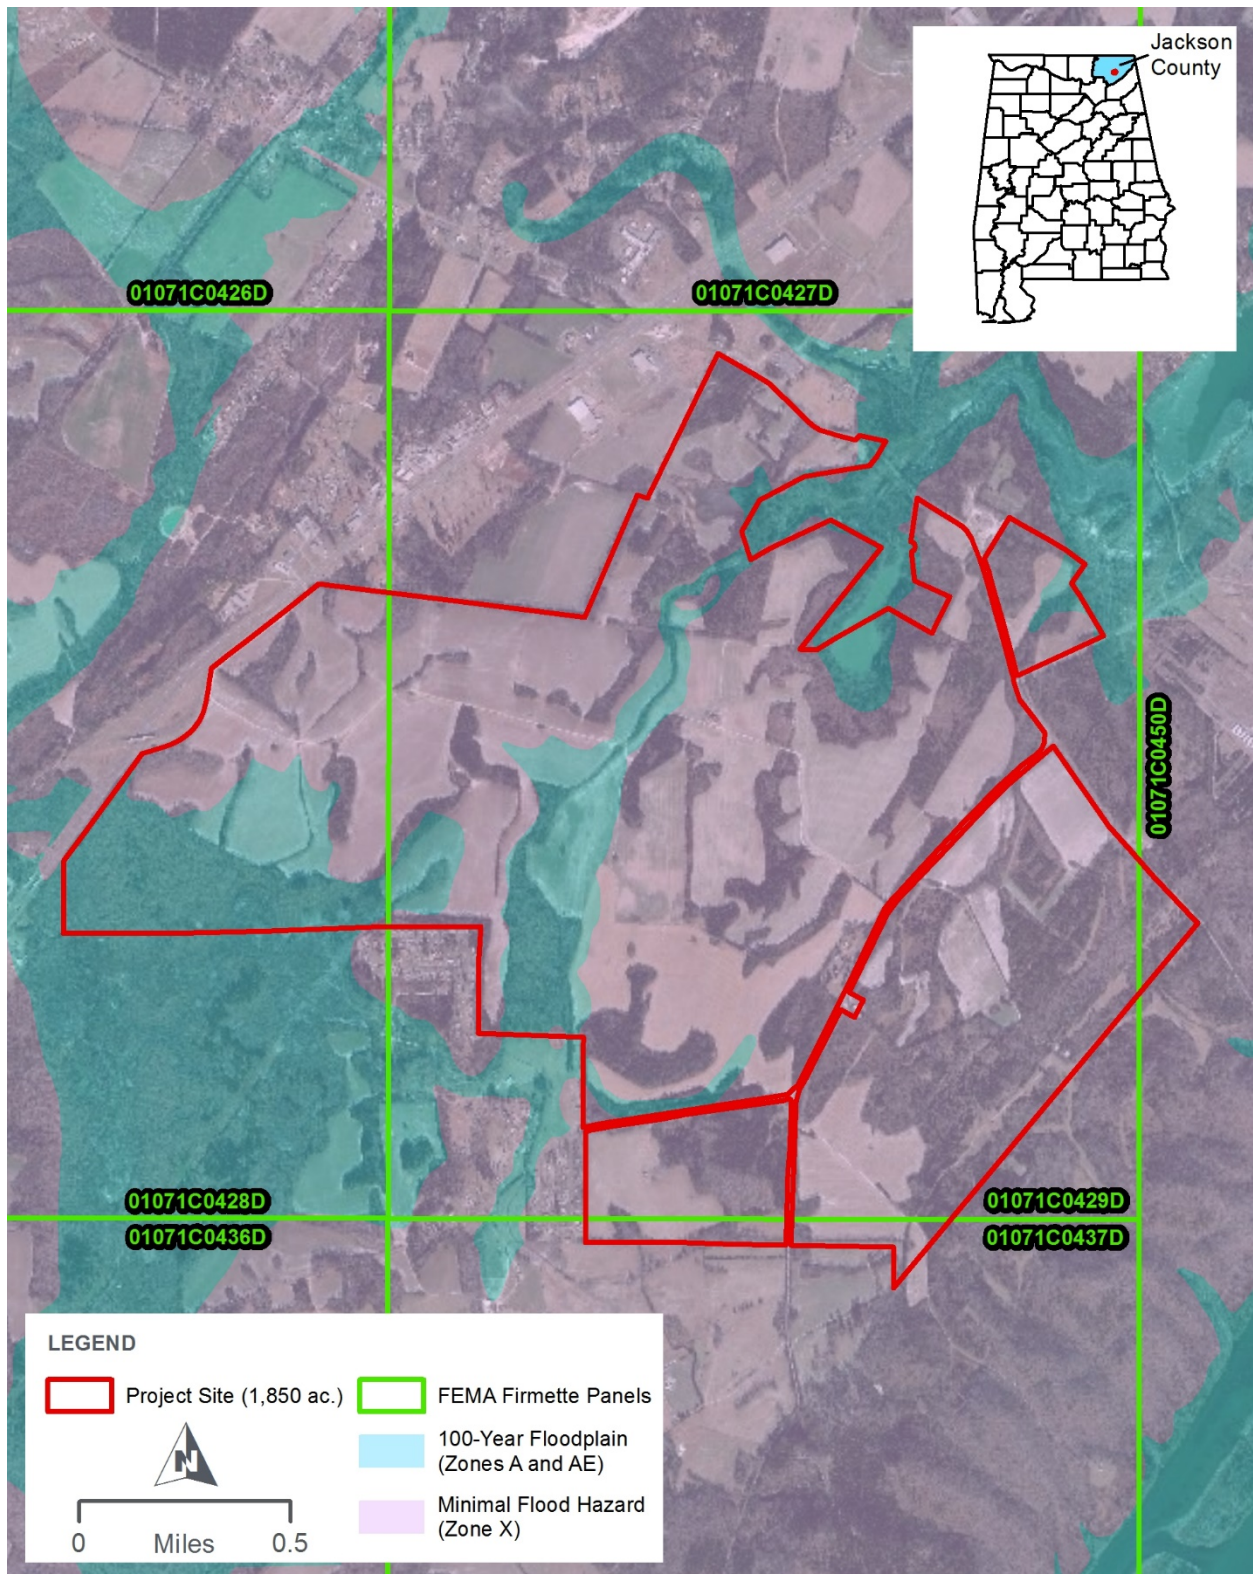 Jackson
County
01071C0426D
01071C0427D
01071C0450D
01071C0428D
01071C0429D
01071C0436D
01071C0437D
LEGEND
Project Site (1,850 ac.)
FEMA Firmette Panels
100-Year Floodplain
(Zones A and AE)
N
Minimal Flood Hazard
(Zone X)
0
Miles
0.5